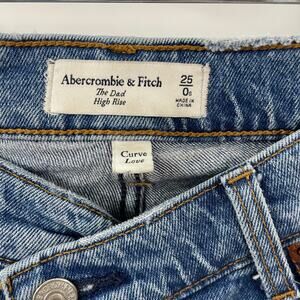 Abercrombie & Fitch
The Dad
High Rise
25
0S
MADE IN
CHINA
Curve
Love